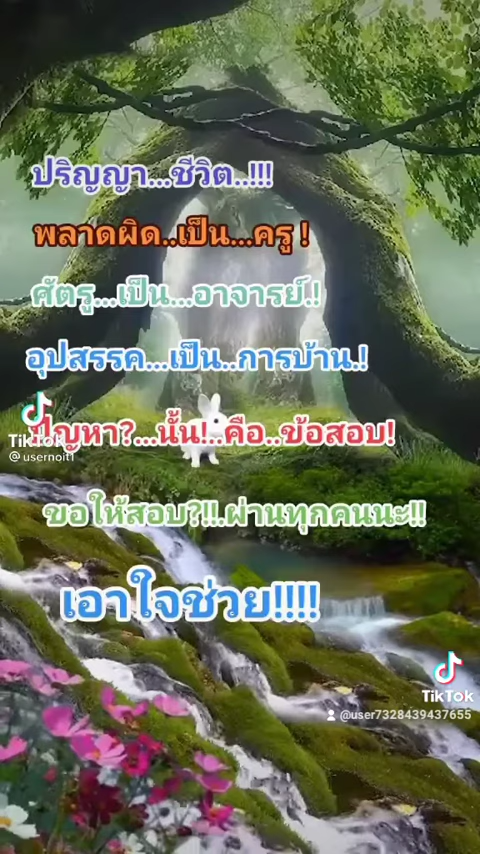 ปริญญา...ชีวิต..!!!
พลาดผิด..เป็น...ครู !
ศัตรู...เป็น...อาจารย์.!
อุปสรรค...เป็น..การบ้าน.!
ปัญหา?...นั้น!..คือ..ข้อสอบ!
TikTok
@usernoit1
ขอให้สอบ?!!.ผ่านทุกคนนะ!!
เอาใจช่วย!!!!
TikTok
@user7328439437655